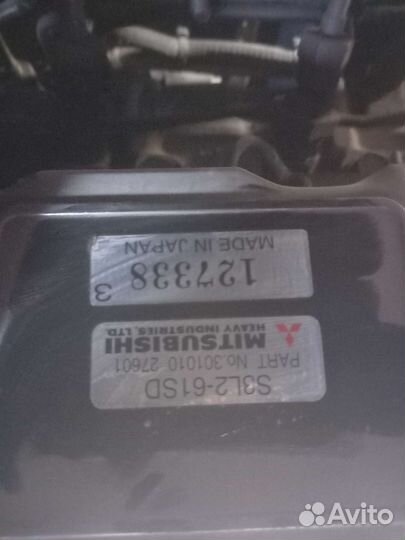 S3L2-61SD
PART No.301010 27601
MITSUBISHI
HEAVY INDUSTRIES, LTD.
127338 3
MADE IN JAPAN
Avito